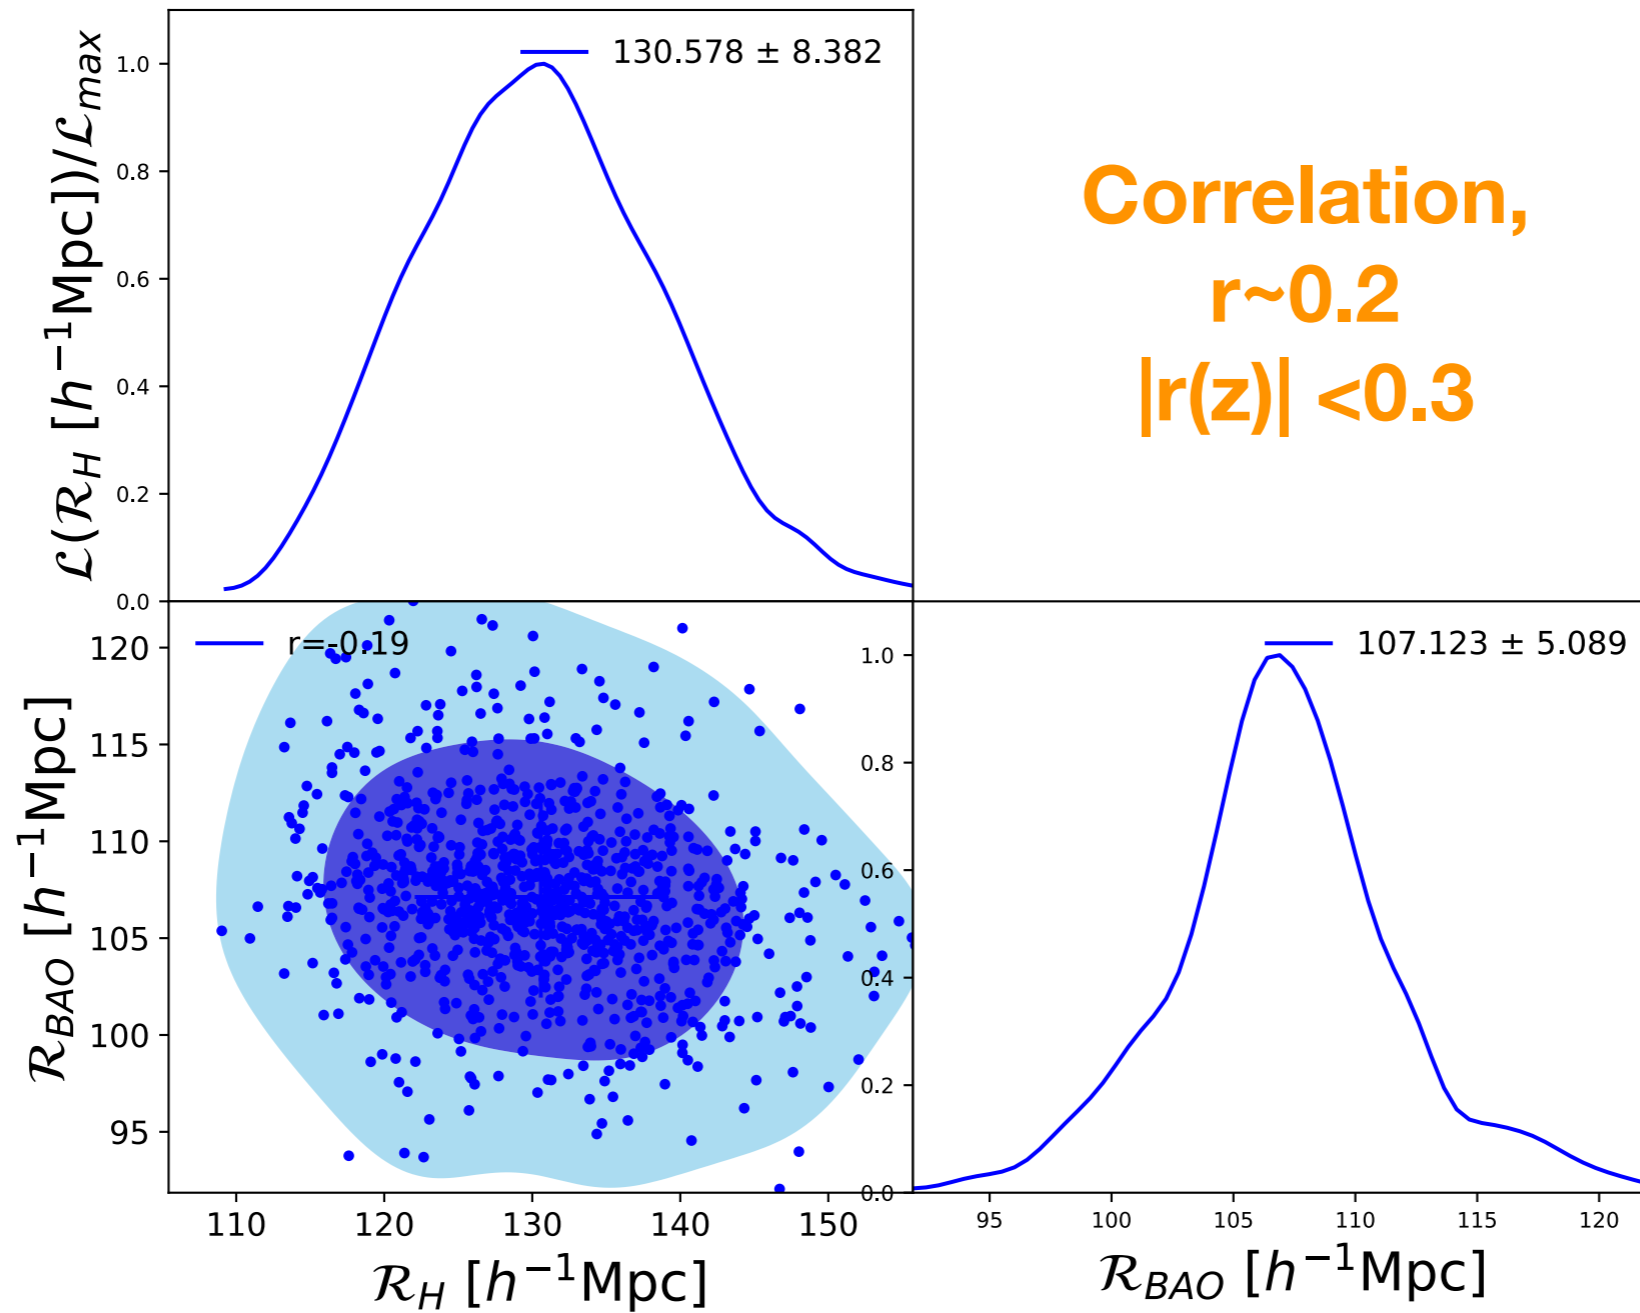 130.578 ± 8.382
ℒ(ℛ_H [h⁻¹Mpc])/ℒ_max
1.0
0.8
0.6
0.4
0.2
0.0
Correlation,
r~0.2
|r(z)| <0.3
r=-0.19
ℛ_BAO [h⁻¹Mpc]
120
115
110
105
100
95
110
120
130
140
150
ℛ_H [h⁻¹Mpc]
107.123 ± 5.089
1.0
0.8
0.6
0.4
0.2
0.0
95
100
105
110
115
120
ℛ_BAO [h⁻¹Mpc]